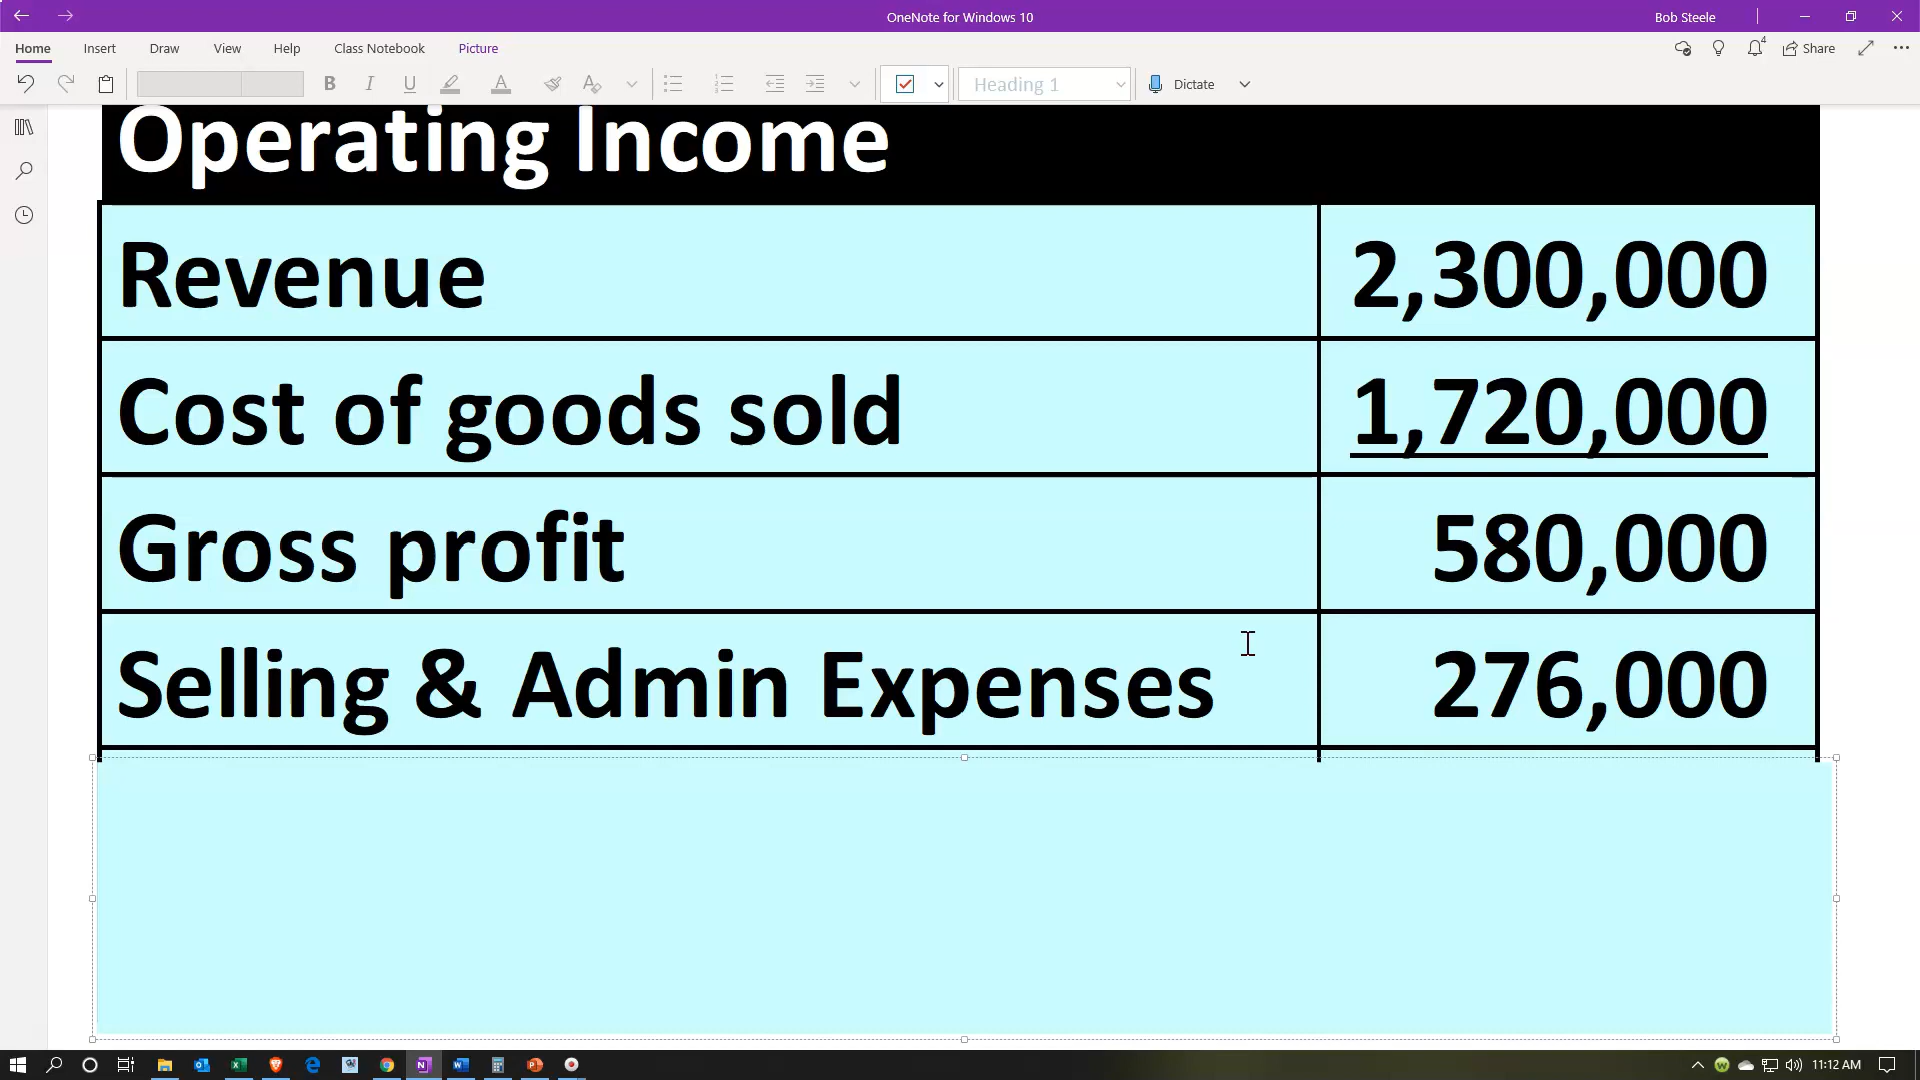 OneNote for Windows 10
Bob Steele
Home Insert Draw View Help Class Notebook Picture
4 Share
B I U A Heading 1 Dictate
Operating Income
Revenue 2,300,000
Cost of goods sold 1,720,000
Gross profit 580,000
Selling & Admin Expenses 276,000
11:12 AM